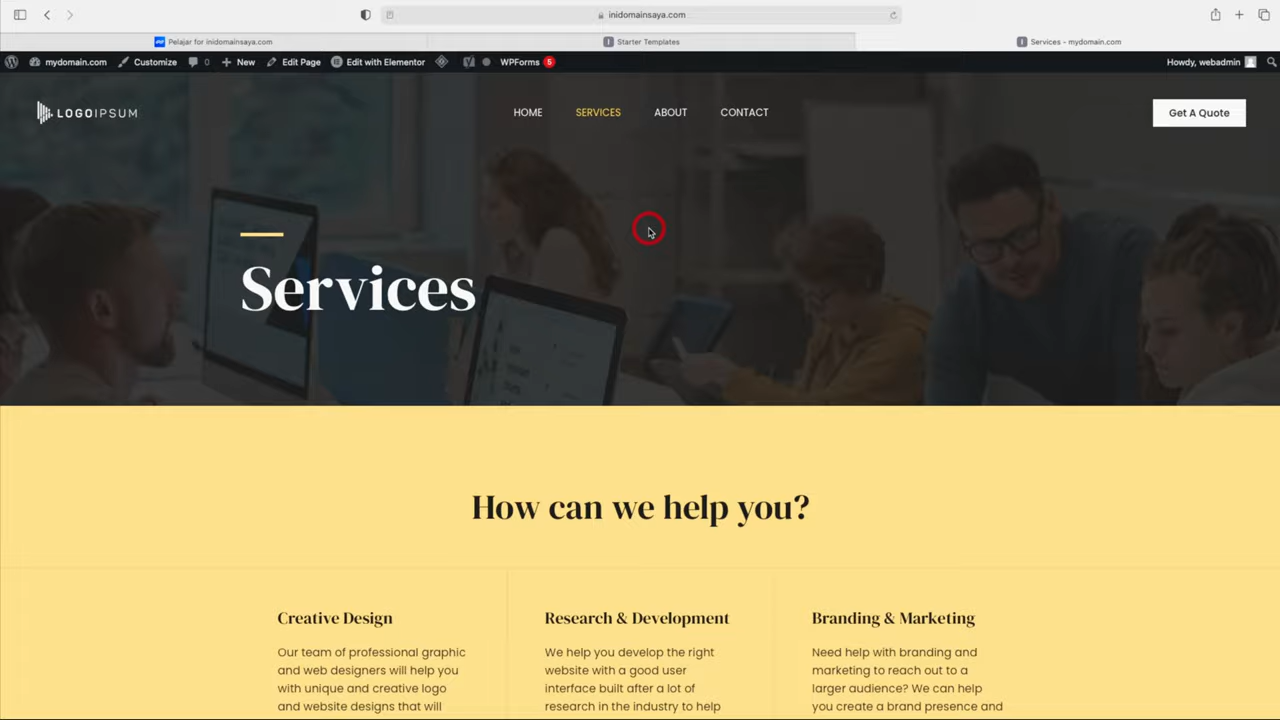 inidomainsaya.com
Pelajar for inidomainsaya.com
Starter Templates
Services – mydomain.com
mydomain.com
Customize
0
New
Edit Page
Edit with Elementor
WPForms 5
Howdy, webadmin
LOGOIPSUM
HOME
SERVICES
ABOUT
CONTACT
Get A Quote
Services
How can we help you?
Creative Design
Our team of professional graphic
and web designers will help you
with unique and creative logo
and website designs that will
Research & Development
We help you develop the right
website with a good user
interface built after a lot of
research in the industry to help
Branding & Marketing
Need help with branding and
marketing to reach out to a
larger audience? We can help
you create a brand presence and